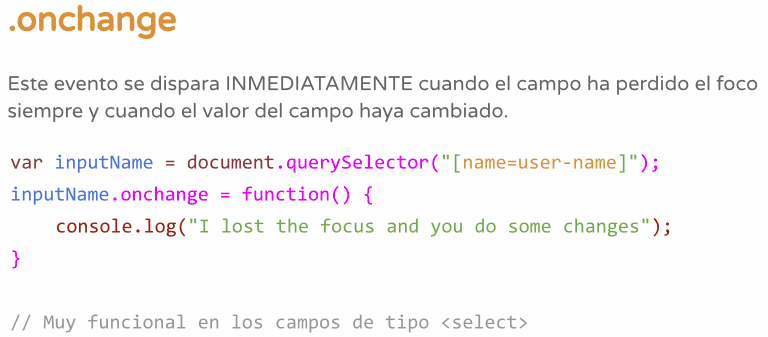 .onchange
Este evento se dispara INMEDIATAMENTE cuando el campo ha perdido el foco
siempre y cuando el valor del campo haya cambiado.
var inputName = document.querySelector("[name=user-name]");
inputName.onchange = function() {
    console.log("I lost the focus and you do some changes");
}
// Muy funcional en los campos de tipo <select>